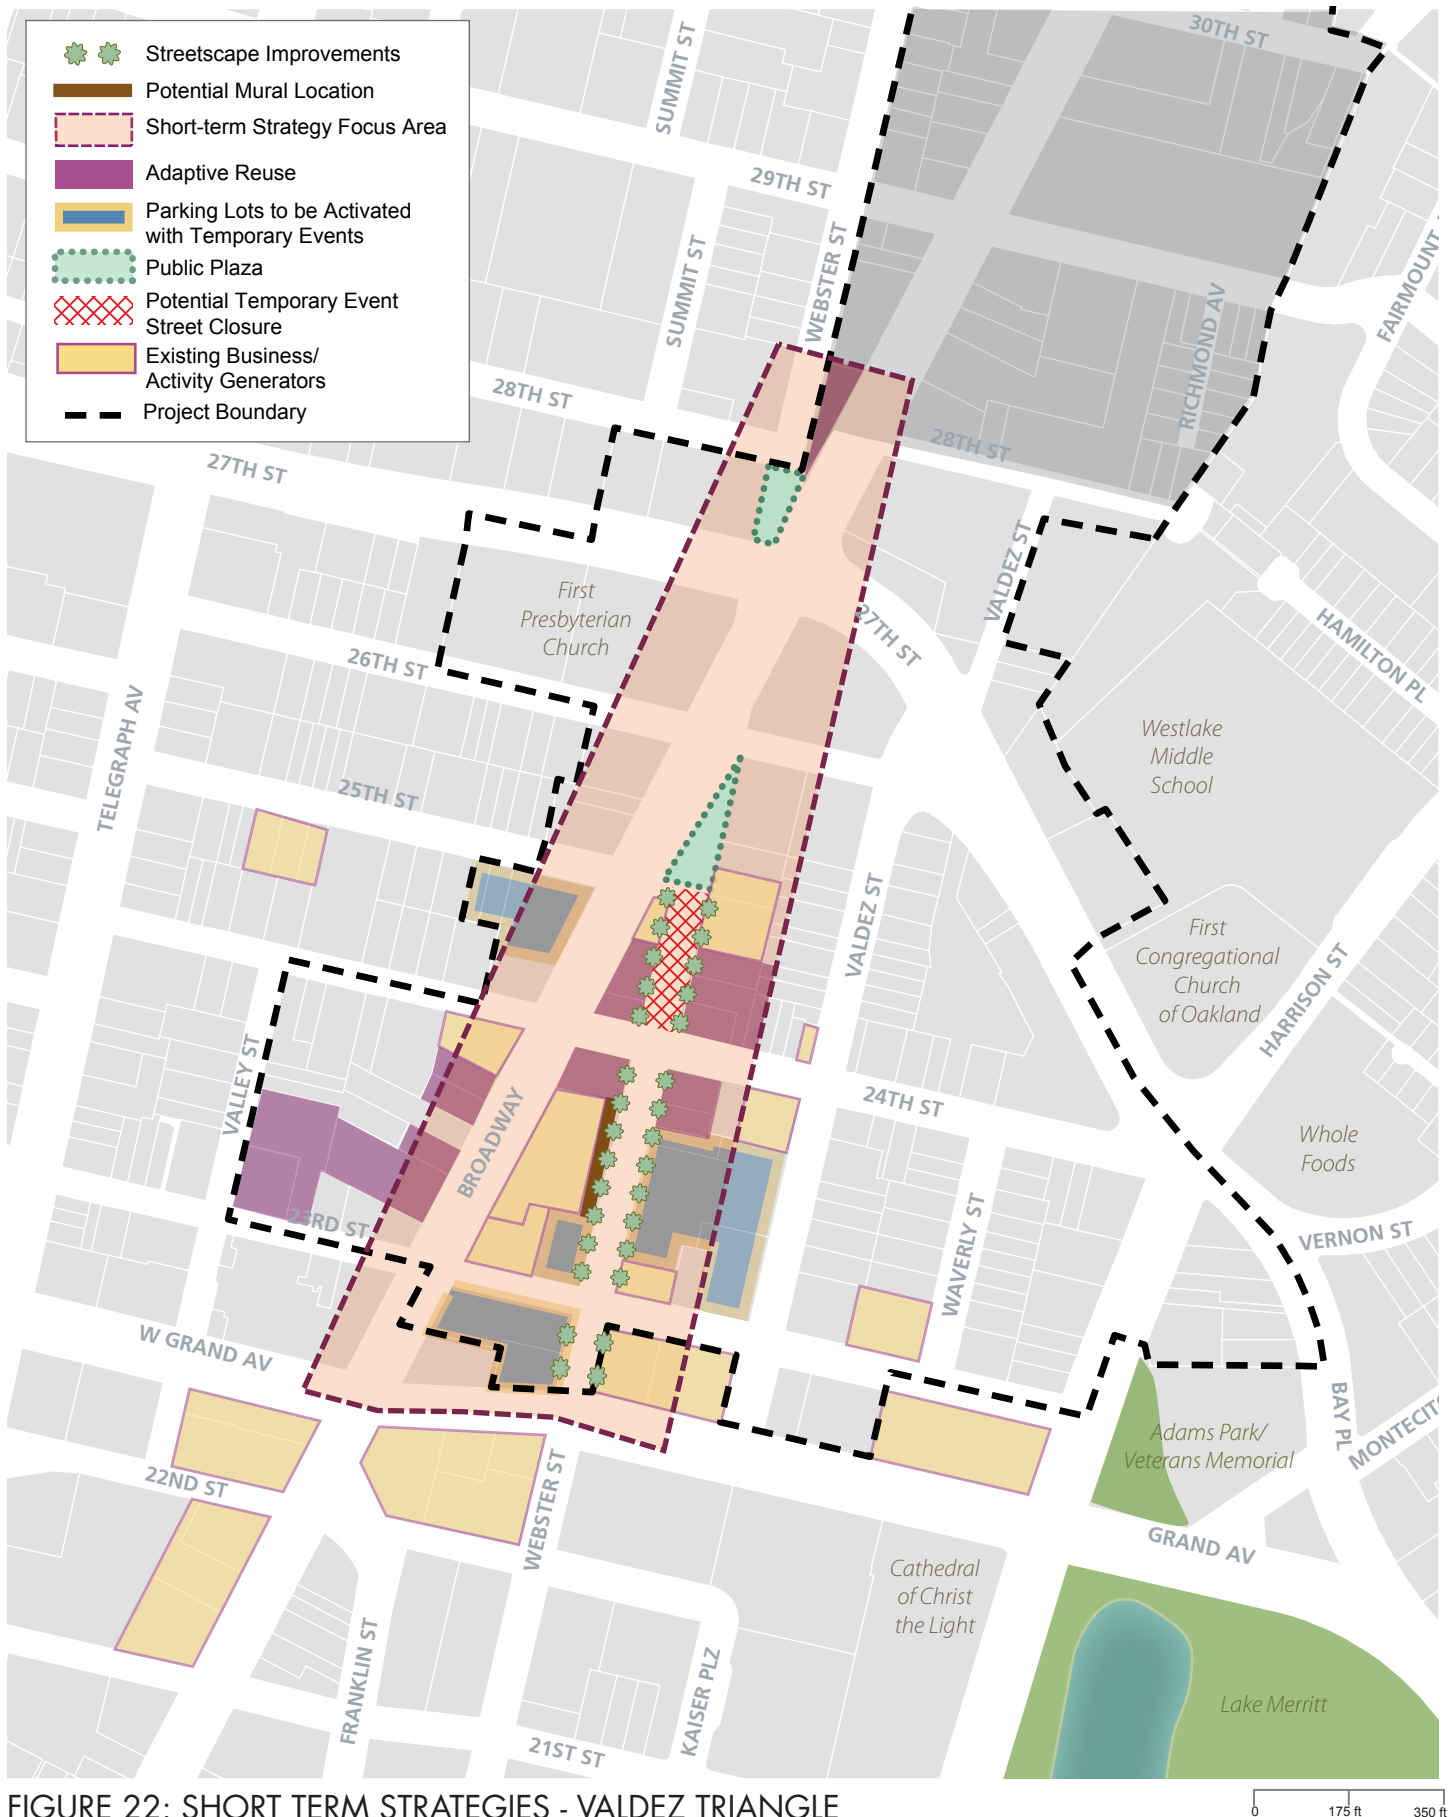 Streetscape Improvements
Potential Mural Location
Short-term Strategy Focus Area
Adaptive Reuse
Parking Lots to be Activated
with Temporary Events
Public Plaza
Potential Temporary Event
Street Closure
Existing Business/
Activity Generators
Project Boundary
SUMMIT ST
30TH ST
29TH ST
WEBSTER ST
SUMMIT ST
FAIRMOUNT
RICHMOND AV
28TH ST
28TH ST
27TH ST
VALDEZ ST
First
Presbyterian
Church
27TH ST
HAMILTON PL
26TH ST
TELEGRAPH AV
Westlake
Middle
School
25TH ST
VALDEZ ST
First
Congregational
Church
of Oakland
HARRISON ST
VALLEY ST
BROADWAY
24TH ST
Whole
Foods
23RD ST
WAVERLY ST
VERNON ST
W GRAND AV
BAY PL
MONTECITO
Adams Park/
Veterans Memorial
22ND ST
WEBSTER ST
GRAND AV
Cathedral
of Christ
the Light
FRANKLIN ST
KAISER PLZ
Lake Merritt
21ST ST
FIGURE 22: SHORT TERM STRATEGIES - VALDEZ TRIANGLE
0 175 ft 350 ft